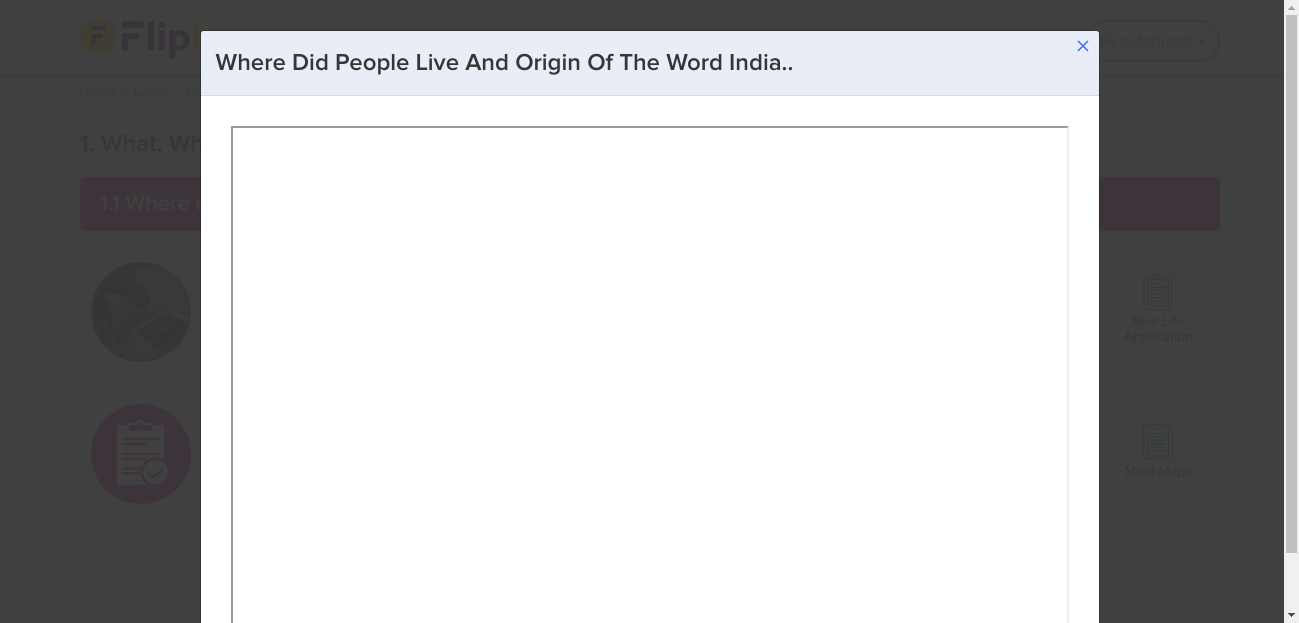 Flip
Hi Autoguest
Where Did People Live And Origin Of The Word India..
Home > Learn >
1. What,
1.1 Where
Real Life
Application
Mind Maps